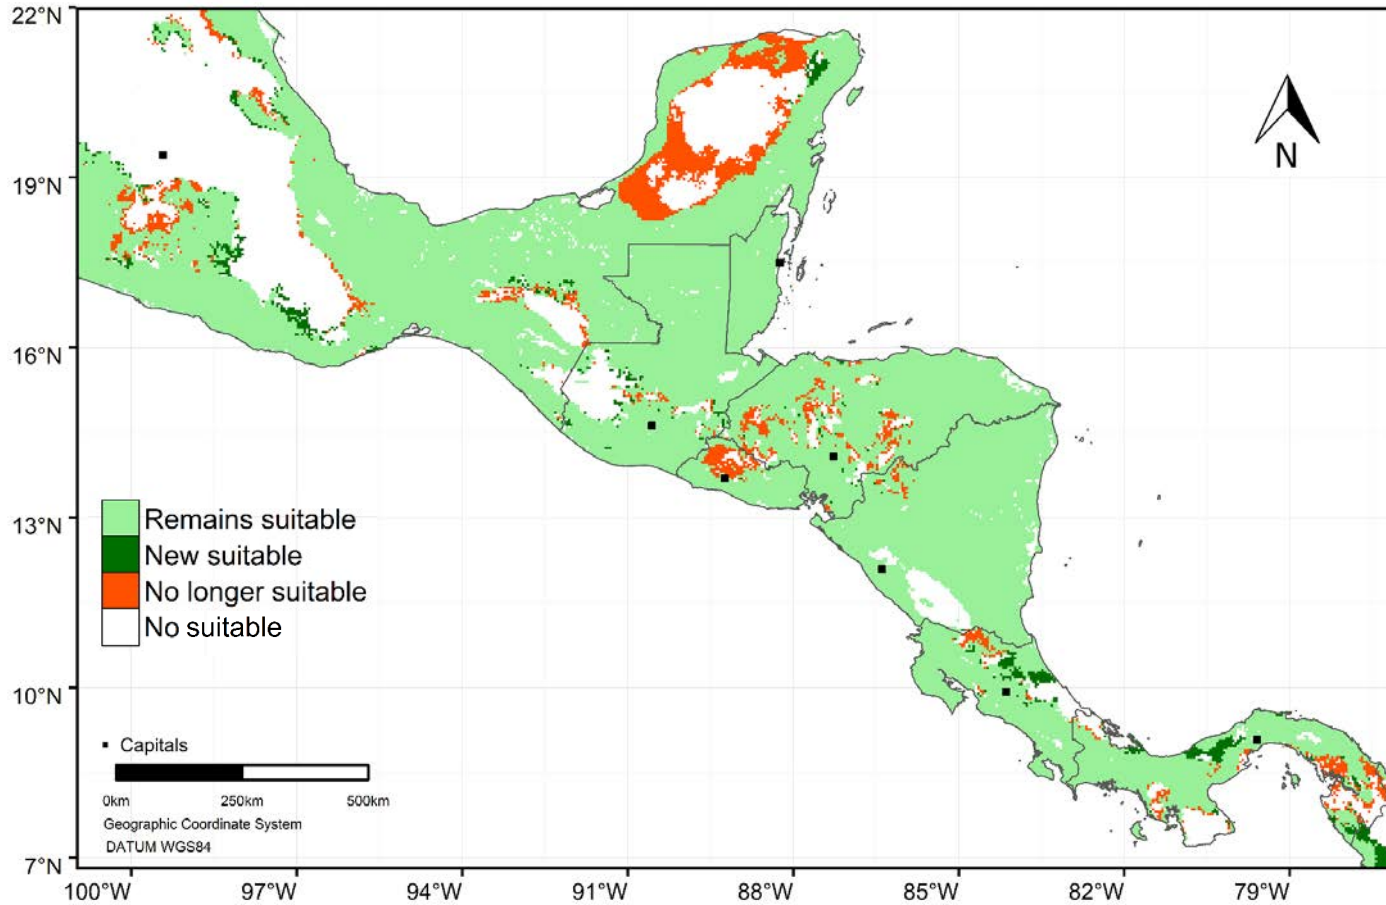 22°N
19°N
16°N
13°N
10°N
7°N
N
Remains suitable
New suitable
No longer suitable
No suitable
Capitals
0km 250km 500km
Geographic Coordinate System
DATUM WGS84
100°W 97°W 94°W 91°W 88°W 85°W 82°W 79°W